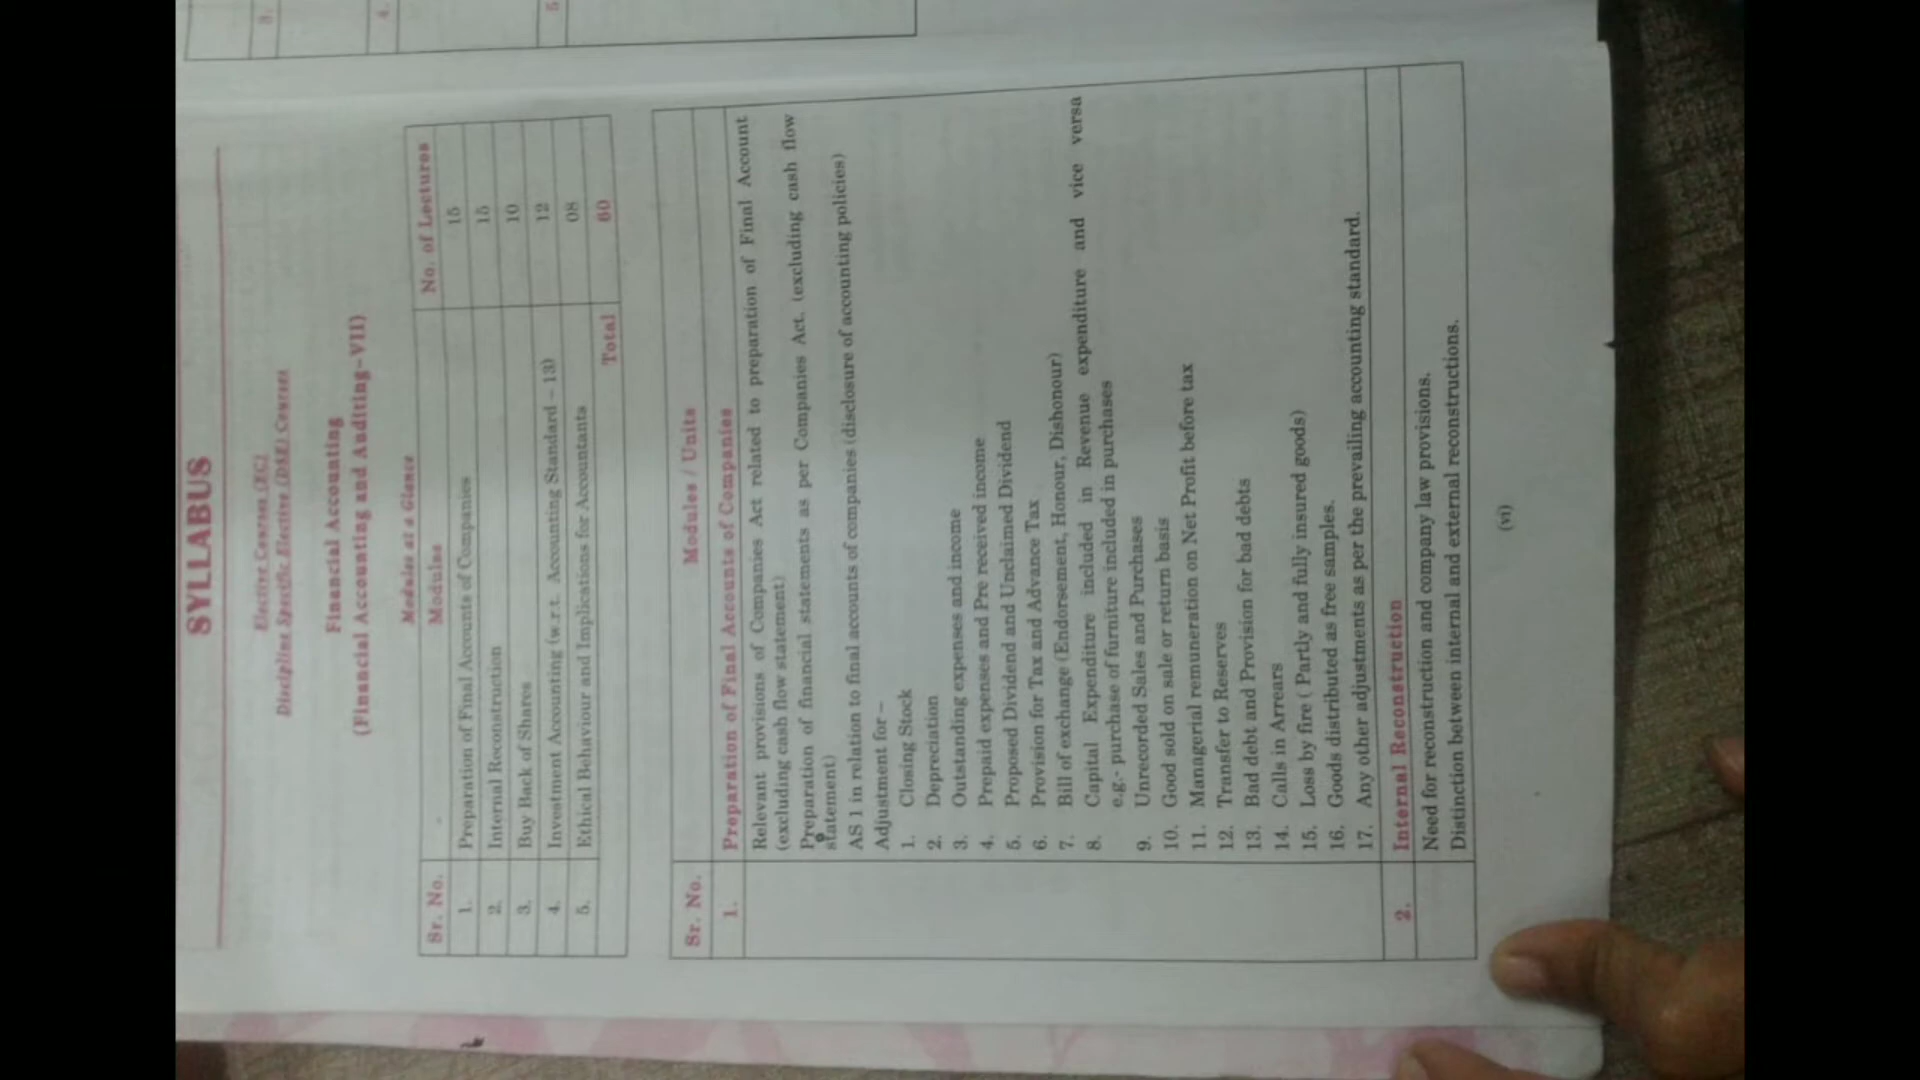 SYLLABUS
Elective Courses (EC)
Discipline Specific Elective (DSE) Courses
Financial Accounting
(Financial Accounting and Auditing–VII)
Modules at a Glance
Sr. No. Modules No. of Lectures
1. Preparation of Final Accounts of Companies 15
2. Internal Reconstruction 15
3. Buy Back of Shares 10
4. Investment Accounting (w.r.t. Accounting Standard – 13) 12
5. Ethical Behaviour and Implications for Accountants 08
Total 60
Sr. No. Modules / Units
1. Preparation of Final Accounts of Companies
Relevant provisions of Companies Act related to preparation of Final Account
(excluding cash flow statement)
Preparation of financial statements as per Companies Act. (excluding cash flow
statement)
AS 1 in relation to final accounts of companies (disclosure of accounting policies)
Adjustment for –
1. Closing Stock
2. Depreciation
3. Outstanding expenses and income
4. Prepaid expenses and Pre received income
5. Proposed Dividend and Unclaimed Dividend
6. Provision for Tax and Advance Tax
7. Bill of exchange (Endorsement, Honour, Dishonour)
8. Capital Expenditure included in Revenue expenditure and vice versa
e.g.- purchase of furniture included in purchases
9. Unrecorded Sales and Purchases
10. Good sold on sale or return basis
11. Managerial remuneration on Net Profit before tax
12. Transfer to Reserves
13. Bad debt and Provision for bad debts
14. Calls in Arrears
15. Loss by fire ( Partly and fully insured goods)
16. Goods distributed as free samples.
17. Any other adjustments as per the prevailing accounting standard.
2. Internal Reconstruction
Need for reconstruction and company law provisions.
Distinction between internal and external reconstructions.
(vi)
3.
4.
5